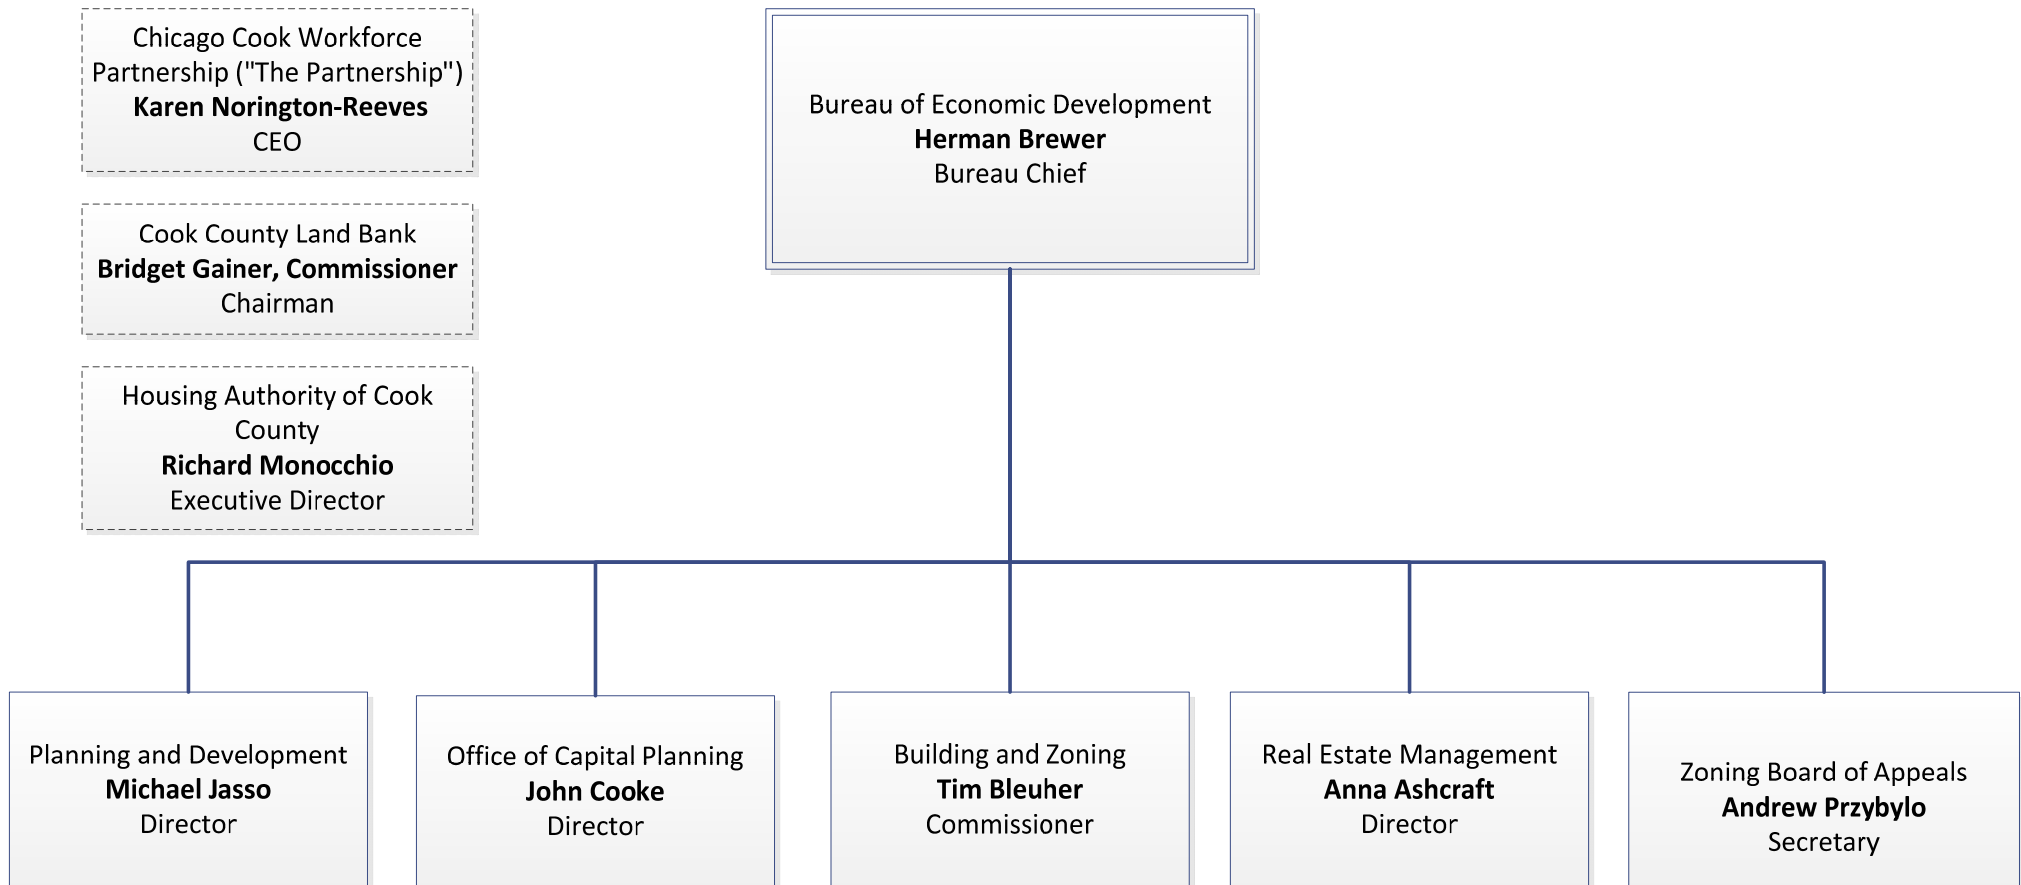 Chicago Cook Workforce
Partnership ("The Partnership")
Karen Norington-Reeves
CEO
Cook County Land Bank
Bridget Gainer, Commissioner
Chairman
Housing Authority of Cook
County
Richard Monocchio
Executive Director
Bureau of Economic Development
Herman Brewer
Bureau Chief
Planning and Development
Michael Jasso
Director
Office of Capital Planning
John Cooke
Director
Building and Zoning
Tim Bleuher
Commissioner
Real Estate Management
Anna Ashcraft
Director
Zoning Board of Appeals
Andrew Przybylo
Secretary